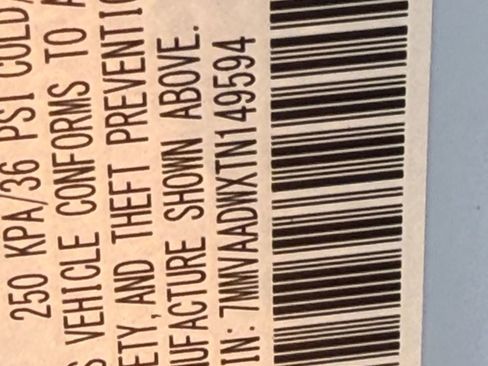 250 KPA/36 PSI COLD
VEHICLE CONFORMS TO
ETY, AND THEFT PREVENTI
UFACTURE SHOWN ABOVE.
IN: 7MMVAADWXTN149594